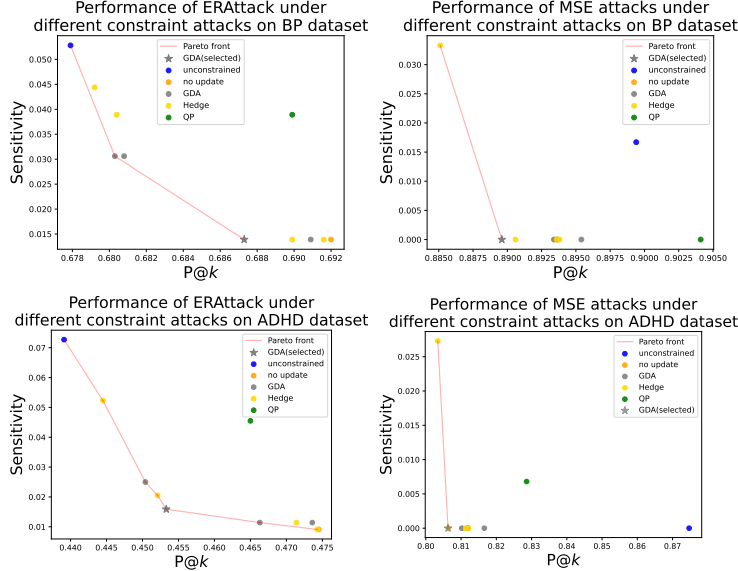 Performance of ERAttack under
different constraint attacks on BP dataset
Sensitivity
0.050
0.045
0.040
0.035
0.030
0.025
0.020
0.015
Pareto front
GDA(selected)
unconstrained
no update
GDA
Hedge
QP
0.678 0.680 0.682 0.684 0.686 0.688 0.690 0.692
P@k
Performance of MSE attacks under
different constraint attacks on BP dataset
Sensitivity
0.030
0.025
0.020
0.015
0.010
0.005
0.000
Pareto front
GDA(selected)
unconstrained
no update
GDA
Hedge
QP
0.8850 0.8875 0.8900 0.8925 0.8950 0.8975 0.9000 0.9025 0.9050
P@k
Performance of ERAttack under
different constraint attacks on ADHD dataset
Sensitivity
0.07
0.06
0.05
0.04
0.03
0.02
0.01
Pareto front
GDA(selected)
unconstrained
no update
GDA
Hedge
QP
0.440 0.445 0.450 0.455 0.460 0.465 0.470 0.475
P@k
Performance of MSE attacks under
different constraint attacks on ADHD dataset
Sensitivity
0.025
0.020
0.015
0.010
0.005
0.000
Pareto front
unconstrained
no update
GDA
Hedge
QP
GDA(selected)
0.80 0.81 0.82 0.83 0.84 0.85 0.86 0.87
P@k